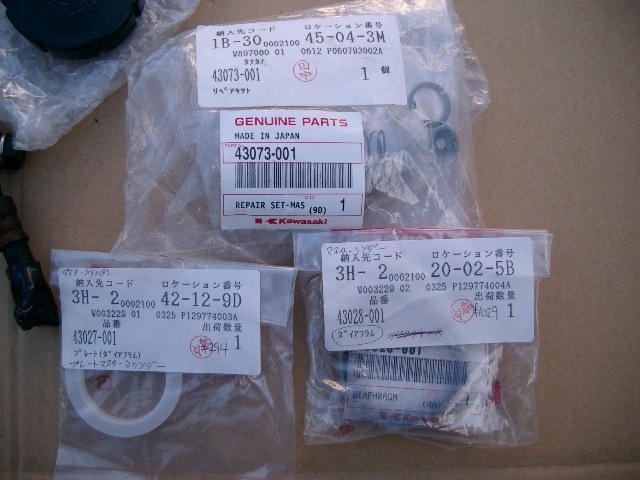 納入先コード ロケーション番号
1B-30 0002100 45-04-3M
W897000 01 0612 P060793002A
タナカイ
43073-001 田中 1 個
リペアキット
GENUINE PARTS
MADE IN JAPAN
43073-001
QTY
REPAIR SET-MAS (90) 1
Kawasaki
マスターシリンダー
納入先コード ロケーション番号
3H- 2 0002100 42-12-9D
W003229 01 0325 P129774003A
品番 出荷数量
43027-001 1
プレート(ダイアフラム)
プレートマスターシリンダー
マスターシリンダー
納入先コード ロケーション番号
3H- 2 0002100 20-02-5B
W003229 02 0325 P129774004A
品番 出荷数量
43028-001 1
ダイアフラム
DIAPHRAGM
Kawasaki